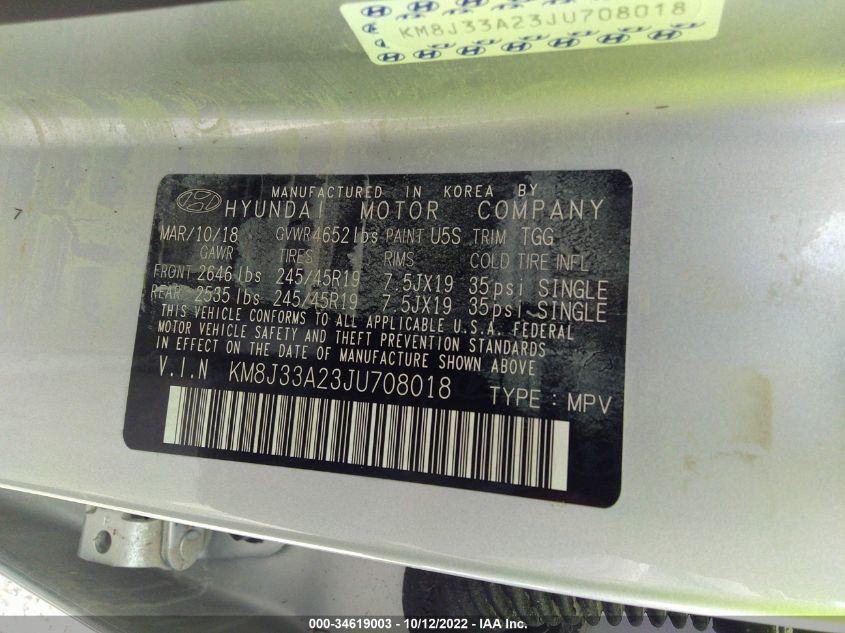 KM8J33A23JU708018
MANUFACTURED IN KOREA BY
HYUNDAI MOTOR COMPANY
MAR/10/18 GVWR 4652 lbs PAINT U5S TRIM TGG
GAWR TIRES RIMS COLD TIRE INFL
FRONT 2646 lbs 245/45R19 7.5JX19 35psi SINGLE
REAR 2535 lbs 245/45R19 7.5JX19 35psi SINGLE
THIS VEHICLE CONFORMS TO ALL APPLICABLE U.S.A. FEDERAL
MOTOR VEHICLE SAFETY AND THEFT PREVENTION STANDARDS
IN EFFECT ON THE DATE OF MANUFACTURE SHOWN ABOVE
V.I.N KM8J33A23JU708018
TYPE : MPV
000-34619003 - 10/12/2022 - IAA Inc.